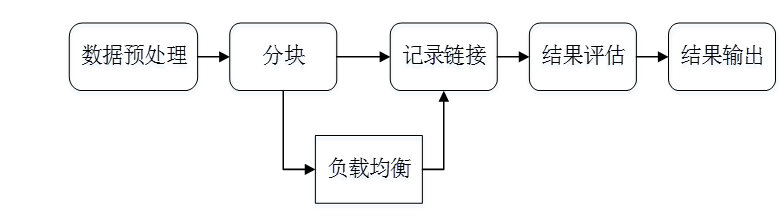 数据预处理
分块
记录链接
结果评估
结果输出
负载均衡